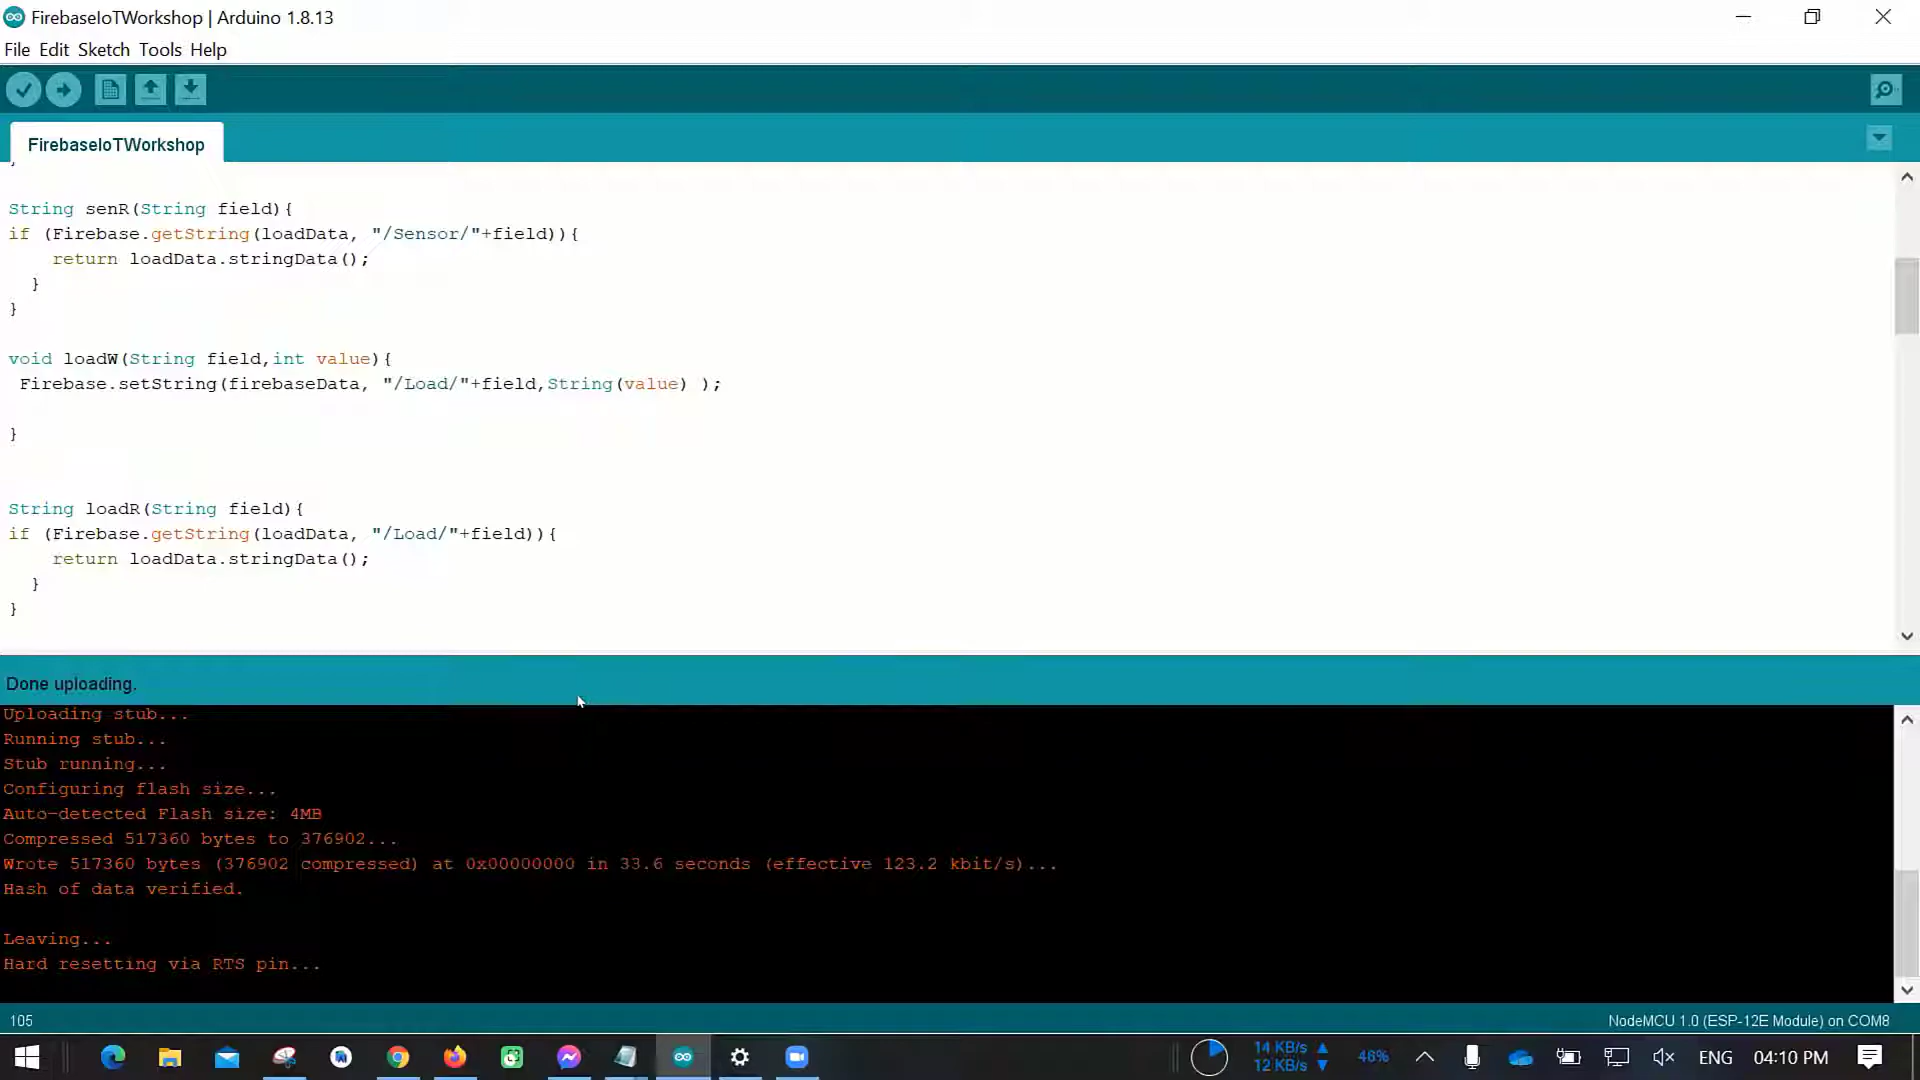 FirebaseIoTWorkshop | Arduino 1.8.13
File Edit Sketch Tools Help
FirebaseIoTWorkshop
}
String senR(String field){
if (Firebase.getString(loadData, "/Sensor/"+field)){
return loadData.stringData();
}
}
void loadW(String field,int value){
Firebase.setString(firebaseData, "/Load/"+field,String(value) );
}
String loadR(String field){
if (Firebase.getString(loadData, "/Load/"+field)){
return loadData.stringData();
}
}
Done uploading.
Uploading stub...
Running stub...
Stub running...
Configuring flash size...
Auto-detected Flash size: 4MB
Compressed 517360 bytes to 376902...
Wrote 517360 bytes (376902 compressed) at 0x00000000 in 33.6 seconds (effective 123.2 kbit/s)...
Hash of data verified.
Leaving...
Hard resetting via RTS pin...
105
NodeMCU 1.0 (ESP-12E Module) on COM8
14 KB/s
12 KB/s
46%
ENG
04:10 PM